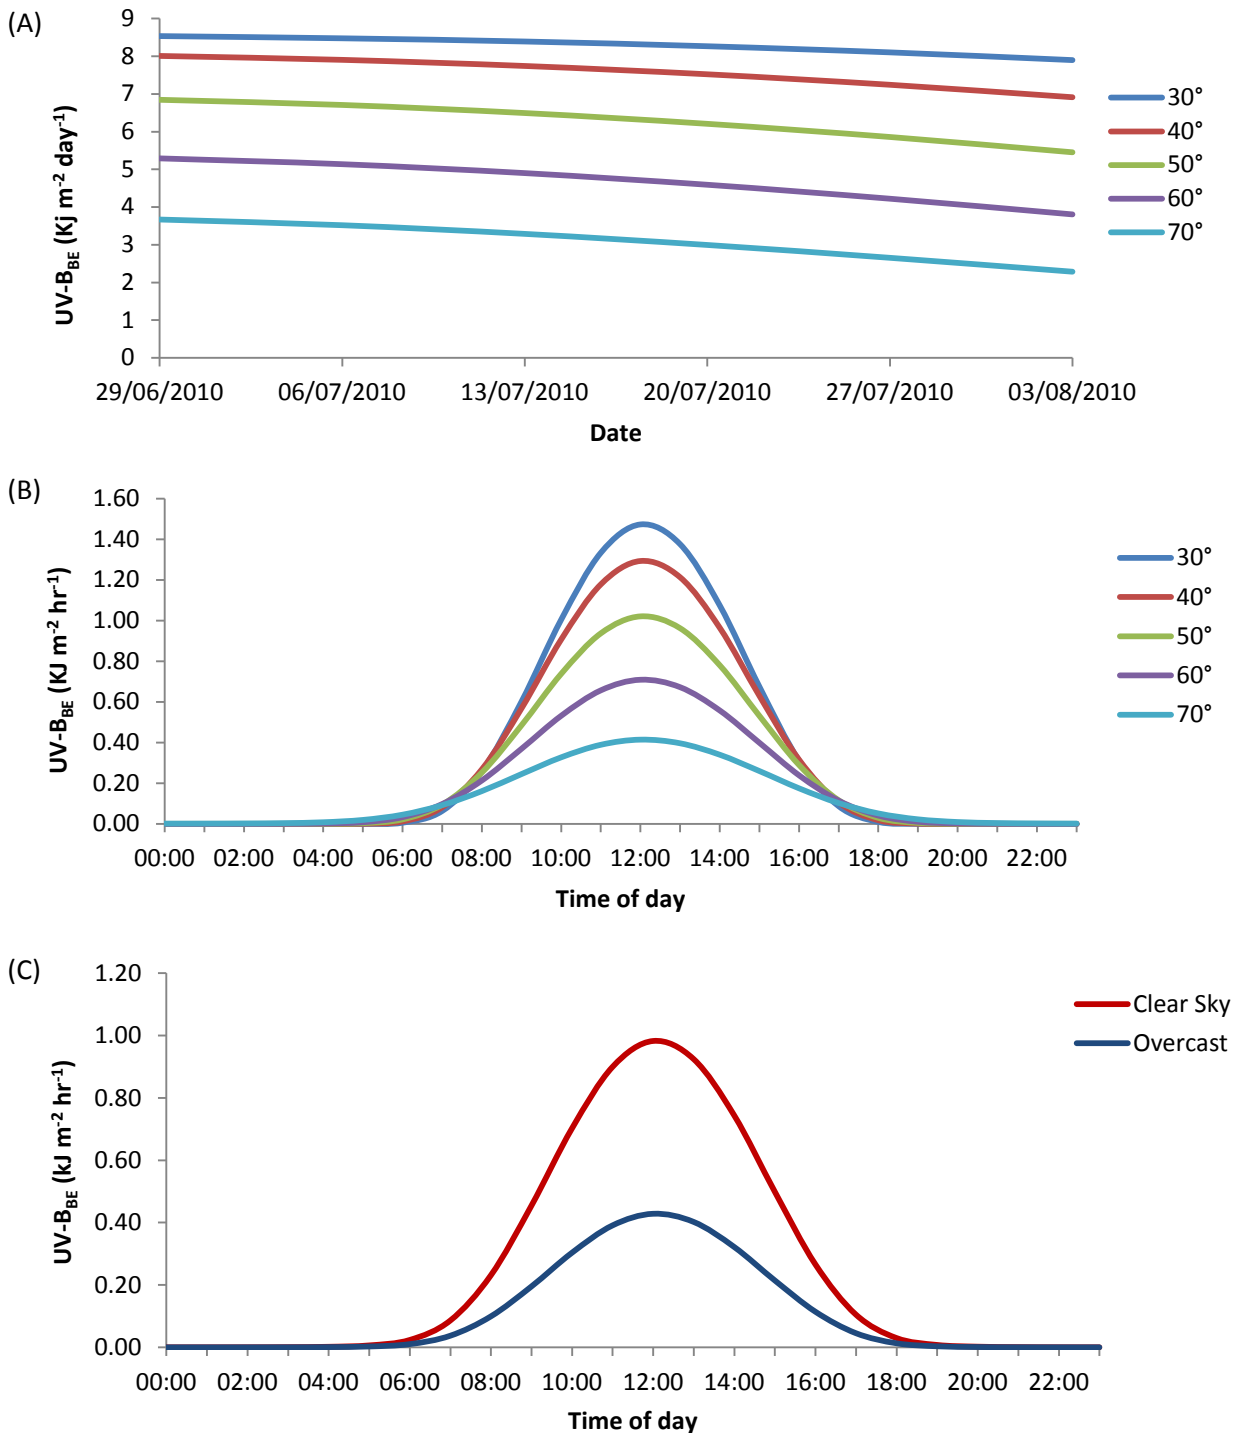 (A)
9
8
7
6
5
4
3
2
1
0
UV-B_BE (Kj m⁻² day⁻¹)
29/06/2010 06/07/2010 13/07/2010 20/07/2010 27/07/2010 03/08/2010
Date
30°
40°
50°
60°
70°
(B)
1.60
1.40
1.20
1.00
0.80
0.60
0.40
0.20
0.00
UV-B_BE (KJ m⁻² hr⁻¹)
00:00 02:00 04:00 06:00 08:00 10:00 12:00 14:00 16:00 18:00 20:00 22:00
Time of day
30°
40°
50°
60°
70°
(C)
1.20
1.00
0.80
0.60
0.40
0.20
0.00
UV-B_BE (kJ m⁻² hr⁻¹)
00:00 02:00 04:00 06:00 08:00 10:00 12:00 14:00 16:00 18:00 20:00 22:00
Time of day
Clear Sky
Overcast